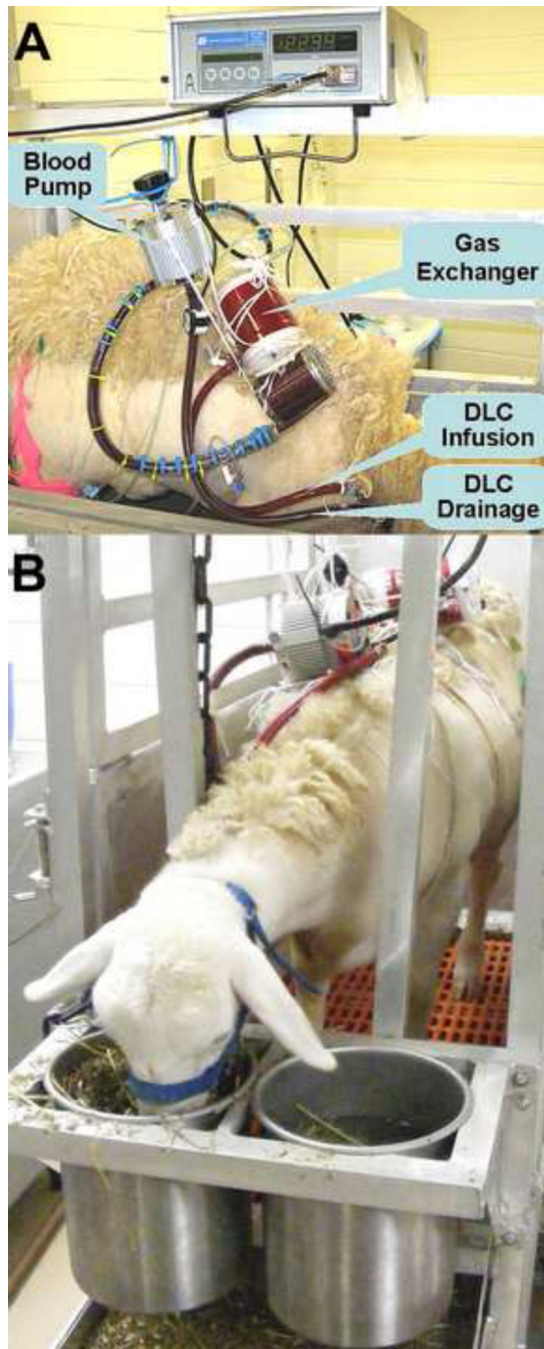 A
Blood
Pump
Gas
Exchanger
DLC
Infusion
DLC
Drainage
A
B